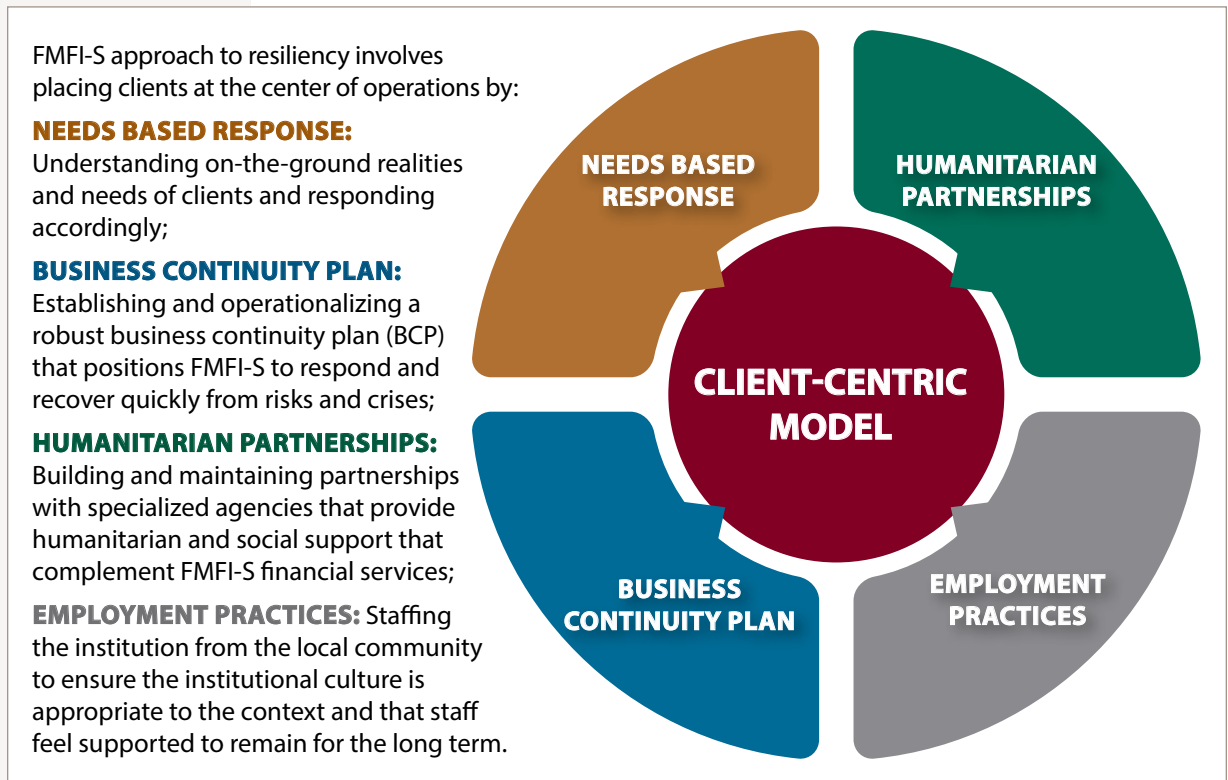 FMFI-S approach to resiliency involves
placing clients at the center of operations by:
NEEDS BASED RESPONSE:
Understanding on-the-ground realities
and needs of clients and responding
accordingly;
BUSINESS CONTINUITY PLAN:
Establishing and operationalizing a
robust business continuity plan (BCP)
that positions FMFI-S to respond and
recover quickly from risks and crises;
HUMANITARIAN PARTNERSHIPS:
Building and maintaining partnerships
with specialized agencies that provide
humanitarian and social support that
complement FMFI-S financial services;
EMPLOYMENT PRACTICES: Staffing
the institution from the local community
to ensure the institutional culture is
appropriate to the context and that staff
feel supported to remain for the long term.
NEEDS BASED
RESPONSE
HUMANITARIAN
PARTNERSHIPS
CLIENT-CENTRIC
MODEL
BUSINESS
CONTINUITY PLAN
EMPLOYMENT
PRACTICES